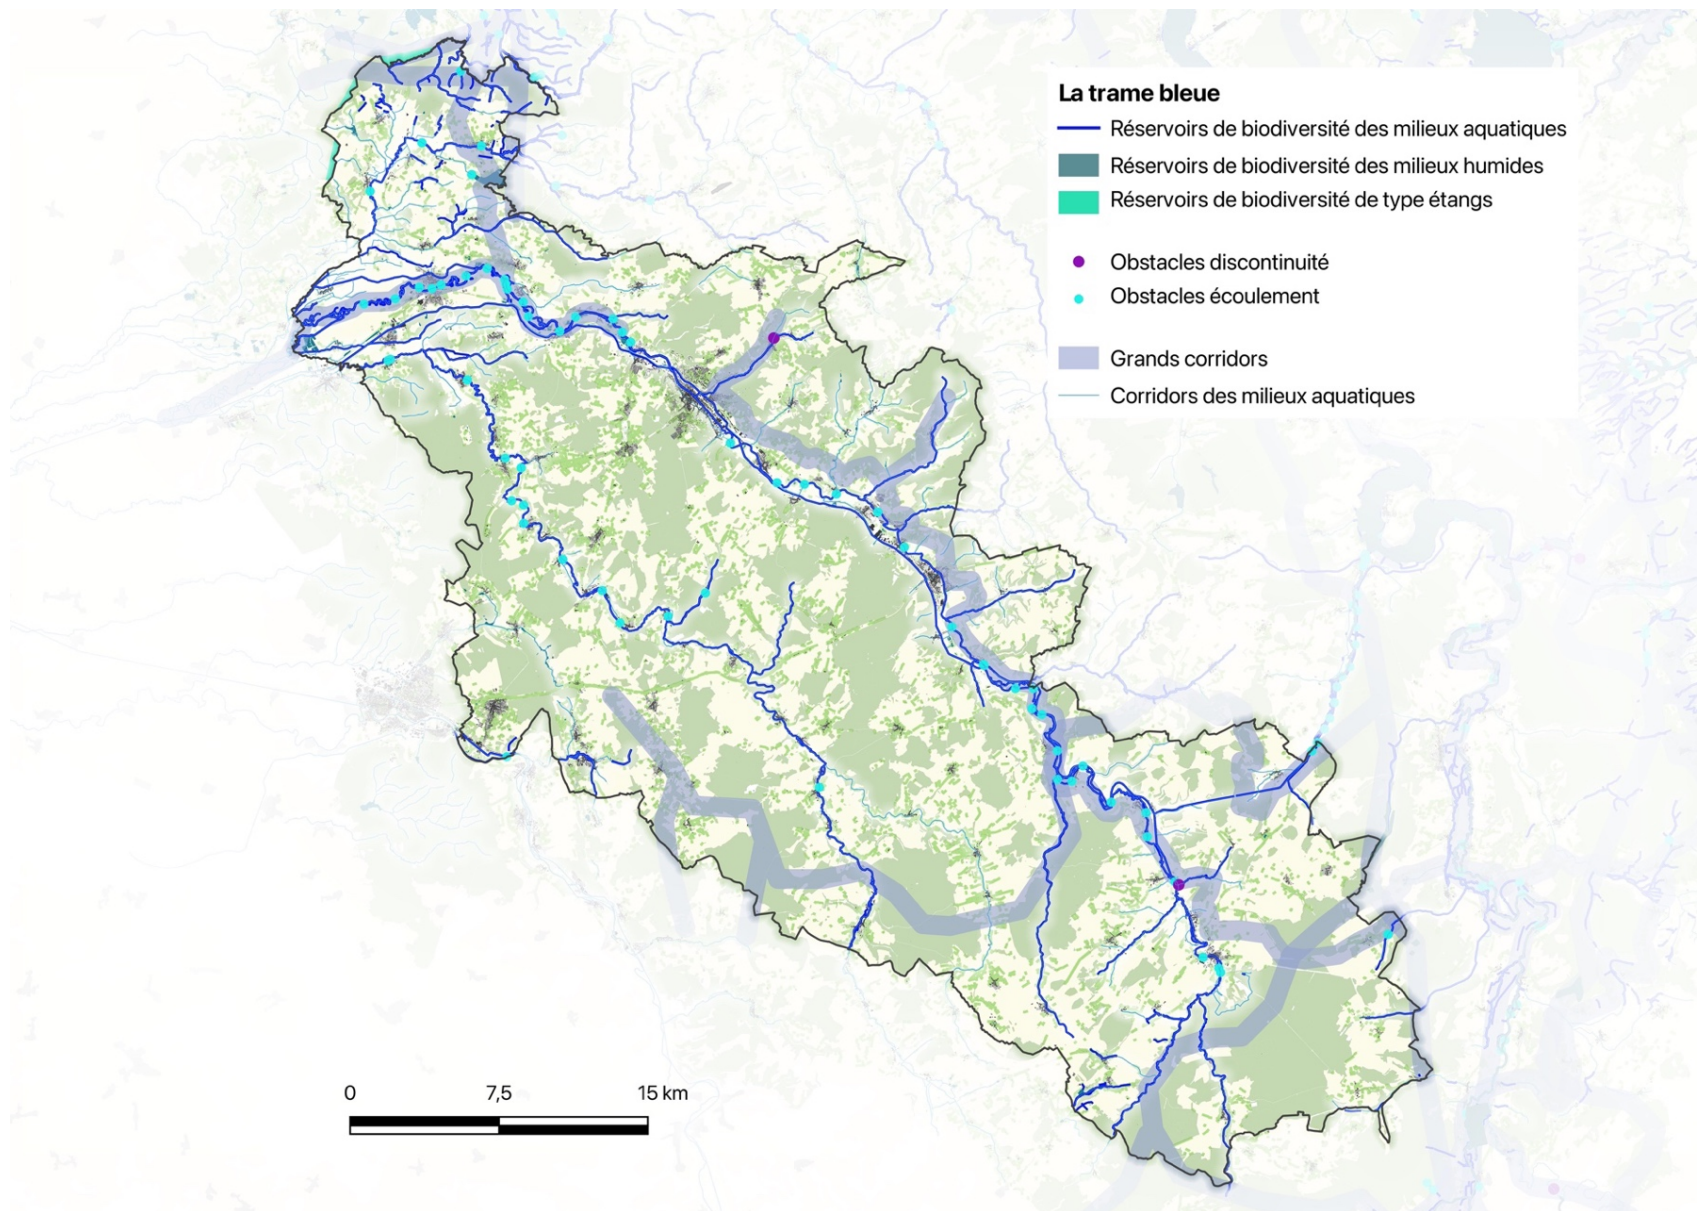 La trame bleue
Réservoirs de biodiversité des milieux aquatiques
Réservoirs de biodiversité des milieux humides
Réservoirs de biodiversité de type étangs
Obstacles discontinuité
Obstacles écoulement
Grands corridors
Corridors des milieux aquatiques
0 7,5 15 km